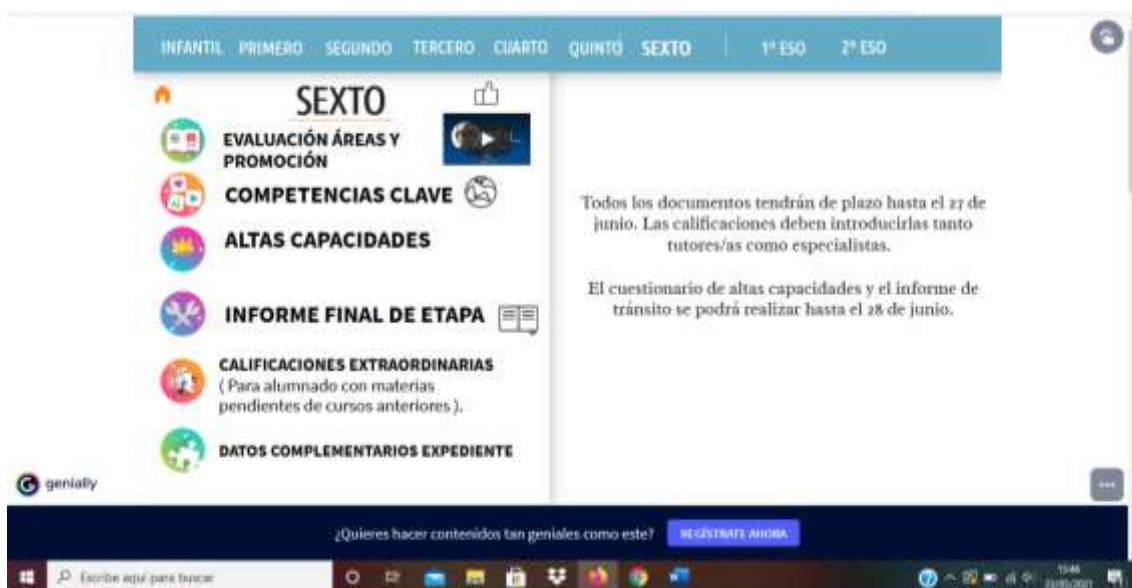 INFANTIL PRIMERO SEGUNDO TERCERO CUARTO QUINTO SEXTO 1º ESO 2º ESO
SEXTO
EVALUACIÓN ÁREAS Y
PROMOCIÓN
COMPETENCIAS CLAVE
ALTAS CAPACIDADES
INFORME FINAL DE ETAPA
CALIFICACIONES EXTRAORDINARIAS
( Para alumnado con materias
pendientes de cursos anteriores ).
DATOS COMPLEMENTARIOS EXPEDIENTE
Todos los documentos tendrán de plazo hasta el 27 de
junio. Las calificaciones deben introducirlas tanto
tutores/as como especialistas.
El cuestionario de altas capacidades y el informe de
tránsito se podrá realizar hasta el 28 de junio.
genially
¿Quieres hacer contenidos tan geniales como este? REGÍSTRATE AHORA
Escribe aquí para buscar